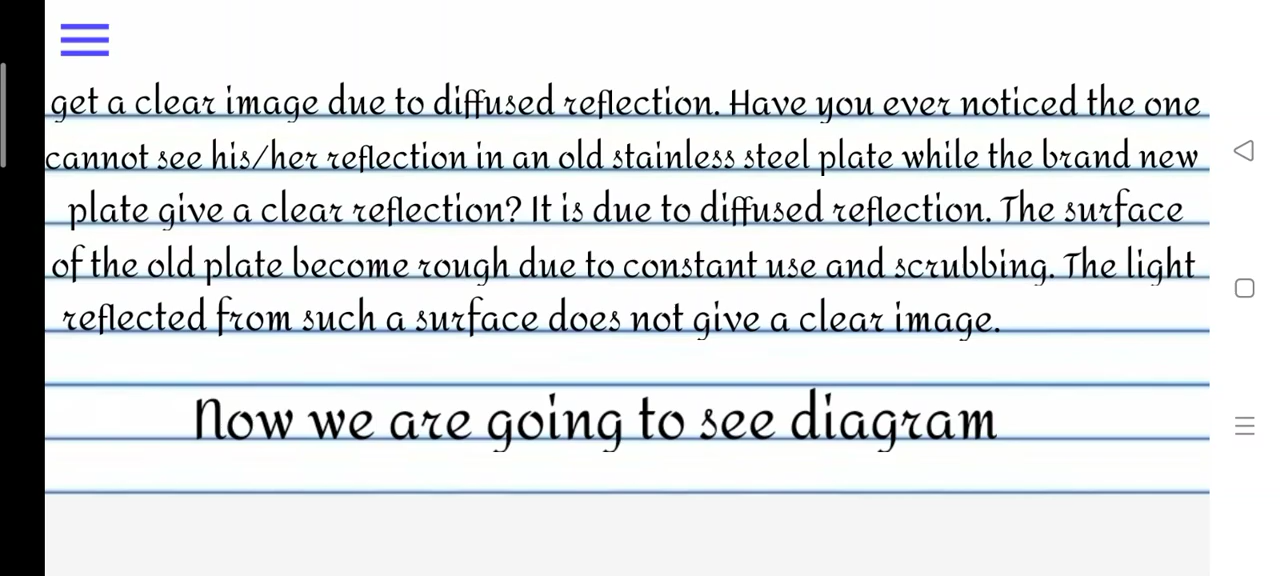 get a clear image due to diffused reflection. Have you ever noticed the one
cannot see his/her reflection in an old stainless steel plate while the brand new
plate give a clear reflection? It is due to diffused reflection. The surface
of the old plate become rough due to constant use and scrubbing. The light
reflected from such a surface does not give a clear image.
Now we are going to see diagram